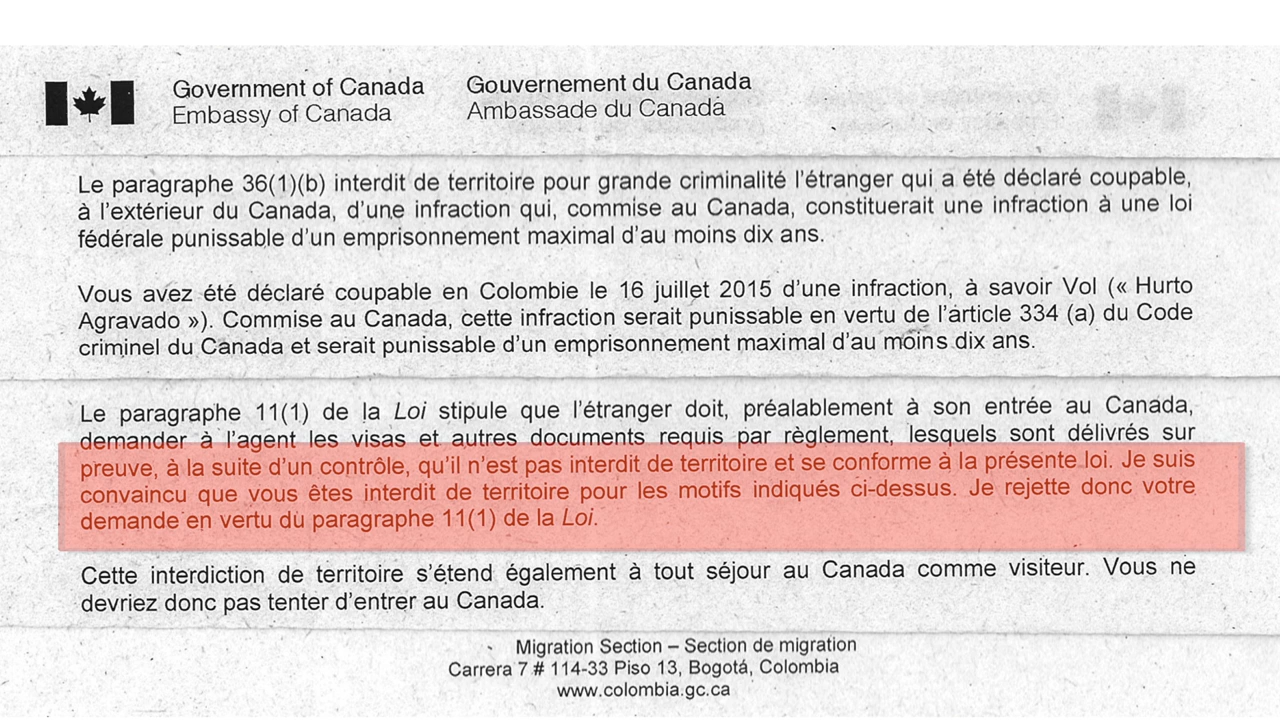 Government of Canada
Embassy of Canada
Gouvernement du Canada
Ambassade du Canada
Le paragraphe 36(1)(b) interdit de territoire pour grande criminalité l'étranger qui a été déclaré coupable,
à l'extérieur du Canada, d'une infraction qui, commise au Canada, constituerait une infraction à une loi
fédérale punissable d'un emprisonnement maximal d'au moins dix ans.
Vous avez été déclaré coupable en Colombie le 16 juillet 2015 d'une infraction, à savoir Vol (« Hurto
Agravado »). Commise au Canada, cette infraction serait punissable en vertu de l'article 334 (a) du Code
criminel du Canada et serait punissable d'un emprisonnement maximal d'au moins dix ans.
Le paragraphe 11(1) de la Loi stipule que l'étranger doit, préalablement à son entrée au Canada,
demander à l'agent les visas et autres documents requis par règlement, lesquels sont délivrés sur
preuve, à la suite d'un contrôle, qu'il n'est pas interdit de territoire et se conforme à la présente loi. Je suis
convaincu que vous êtes interdit de territoire pour les motifs indiqués ci-dessus. Je rejette donc votre
demande en vertu du paragraphe 11(1) de la Loi.
Cette interdiction de territoire s'étend également à tout séjour au Canada comme visiteur. Vous ne
devriez donc pas tenter d'entrer au Canada.
Migration Section – Section de migration
Carrera 7 # 114-33 Piso 13, Bogotá, Colombia
www.colombia.gc.ca